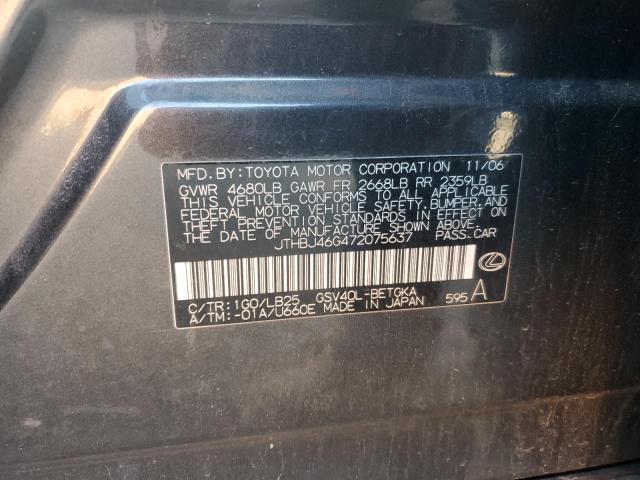 MFD. BY: TOYOTA MOTOR CORPORATION 11/06
GVWR 4680LB GAWR FR 2668LB RR 2359LB
THIS VEHICLE CONFORMS TO ALL APPLICABLE
FEDERAL MOTOR VEHICLE SAFETY, BUMPER, AND
THEFT PREVENTION STANDARDS IN EFFECT ON
THE DATE OF MANUFACTURE SHOWN ABOVE.
JTHBJ46G472075637 PASS.CAR
C/TR: 1G0/LB25 GSV40L-BETGKA
A/TM: -01A/U660E MADE IN JAPAN 595 A